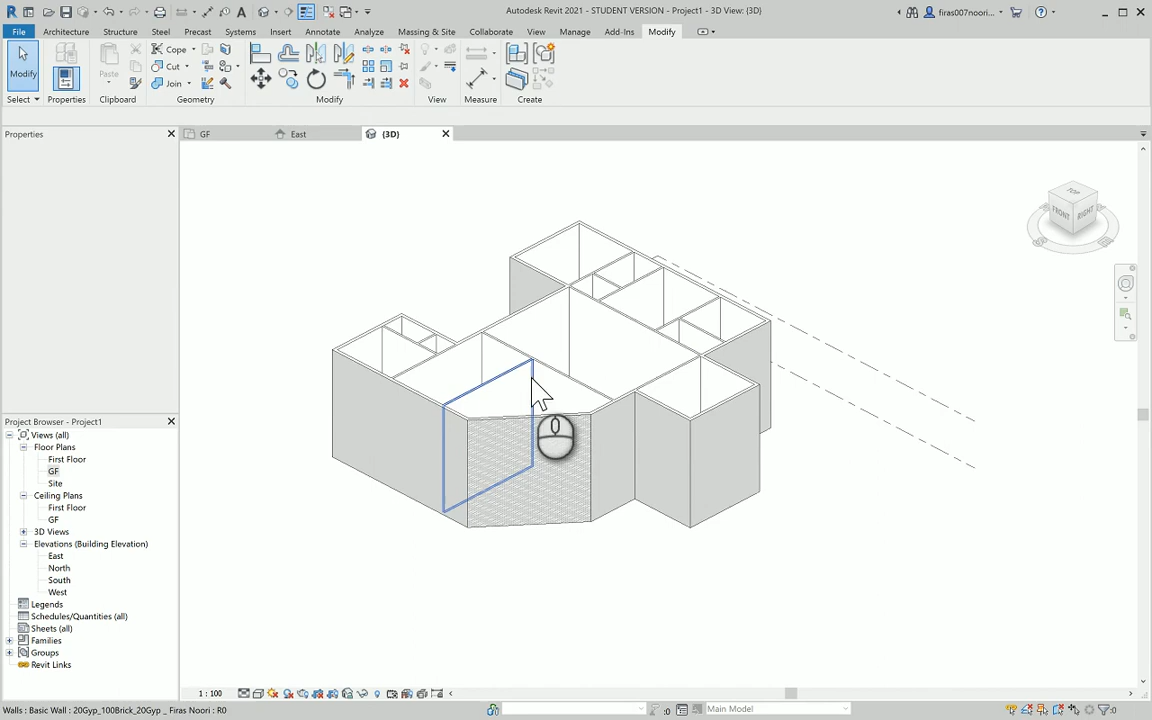 Autodesk Revit 2021 - STUDENT VERSION - Project1 - 3D View: {3D}
firas007noori...
File Architecture Structure Steel Precast Systems Insert Annotate Analyze Massing & Site Collaborate View Manage Add-Ins Modify
Modify
Paste
Cope
Cut
Join
Select Properties Clipboard Geometry Modify View Measure Create
Properties
GF
East
{3D}
TOP
FRONT
RIGHT
Project Browser - Project1
Views (all)
Floor Plans
First Floor
GF
Site
Ceiling Plans
First Floor
GF
3D Views
Elevations (Building Elevation)
East
North
South
West
Legends
Schedules/Quantities (all)
Sheets (all)
Families
Groups
Revit Links
1 : 100
Walls : Basic Wall : 20Gyp_100Brick_20Gyp _ Firas Noori : R0
:0
Main Model
:0